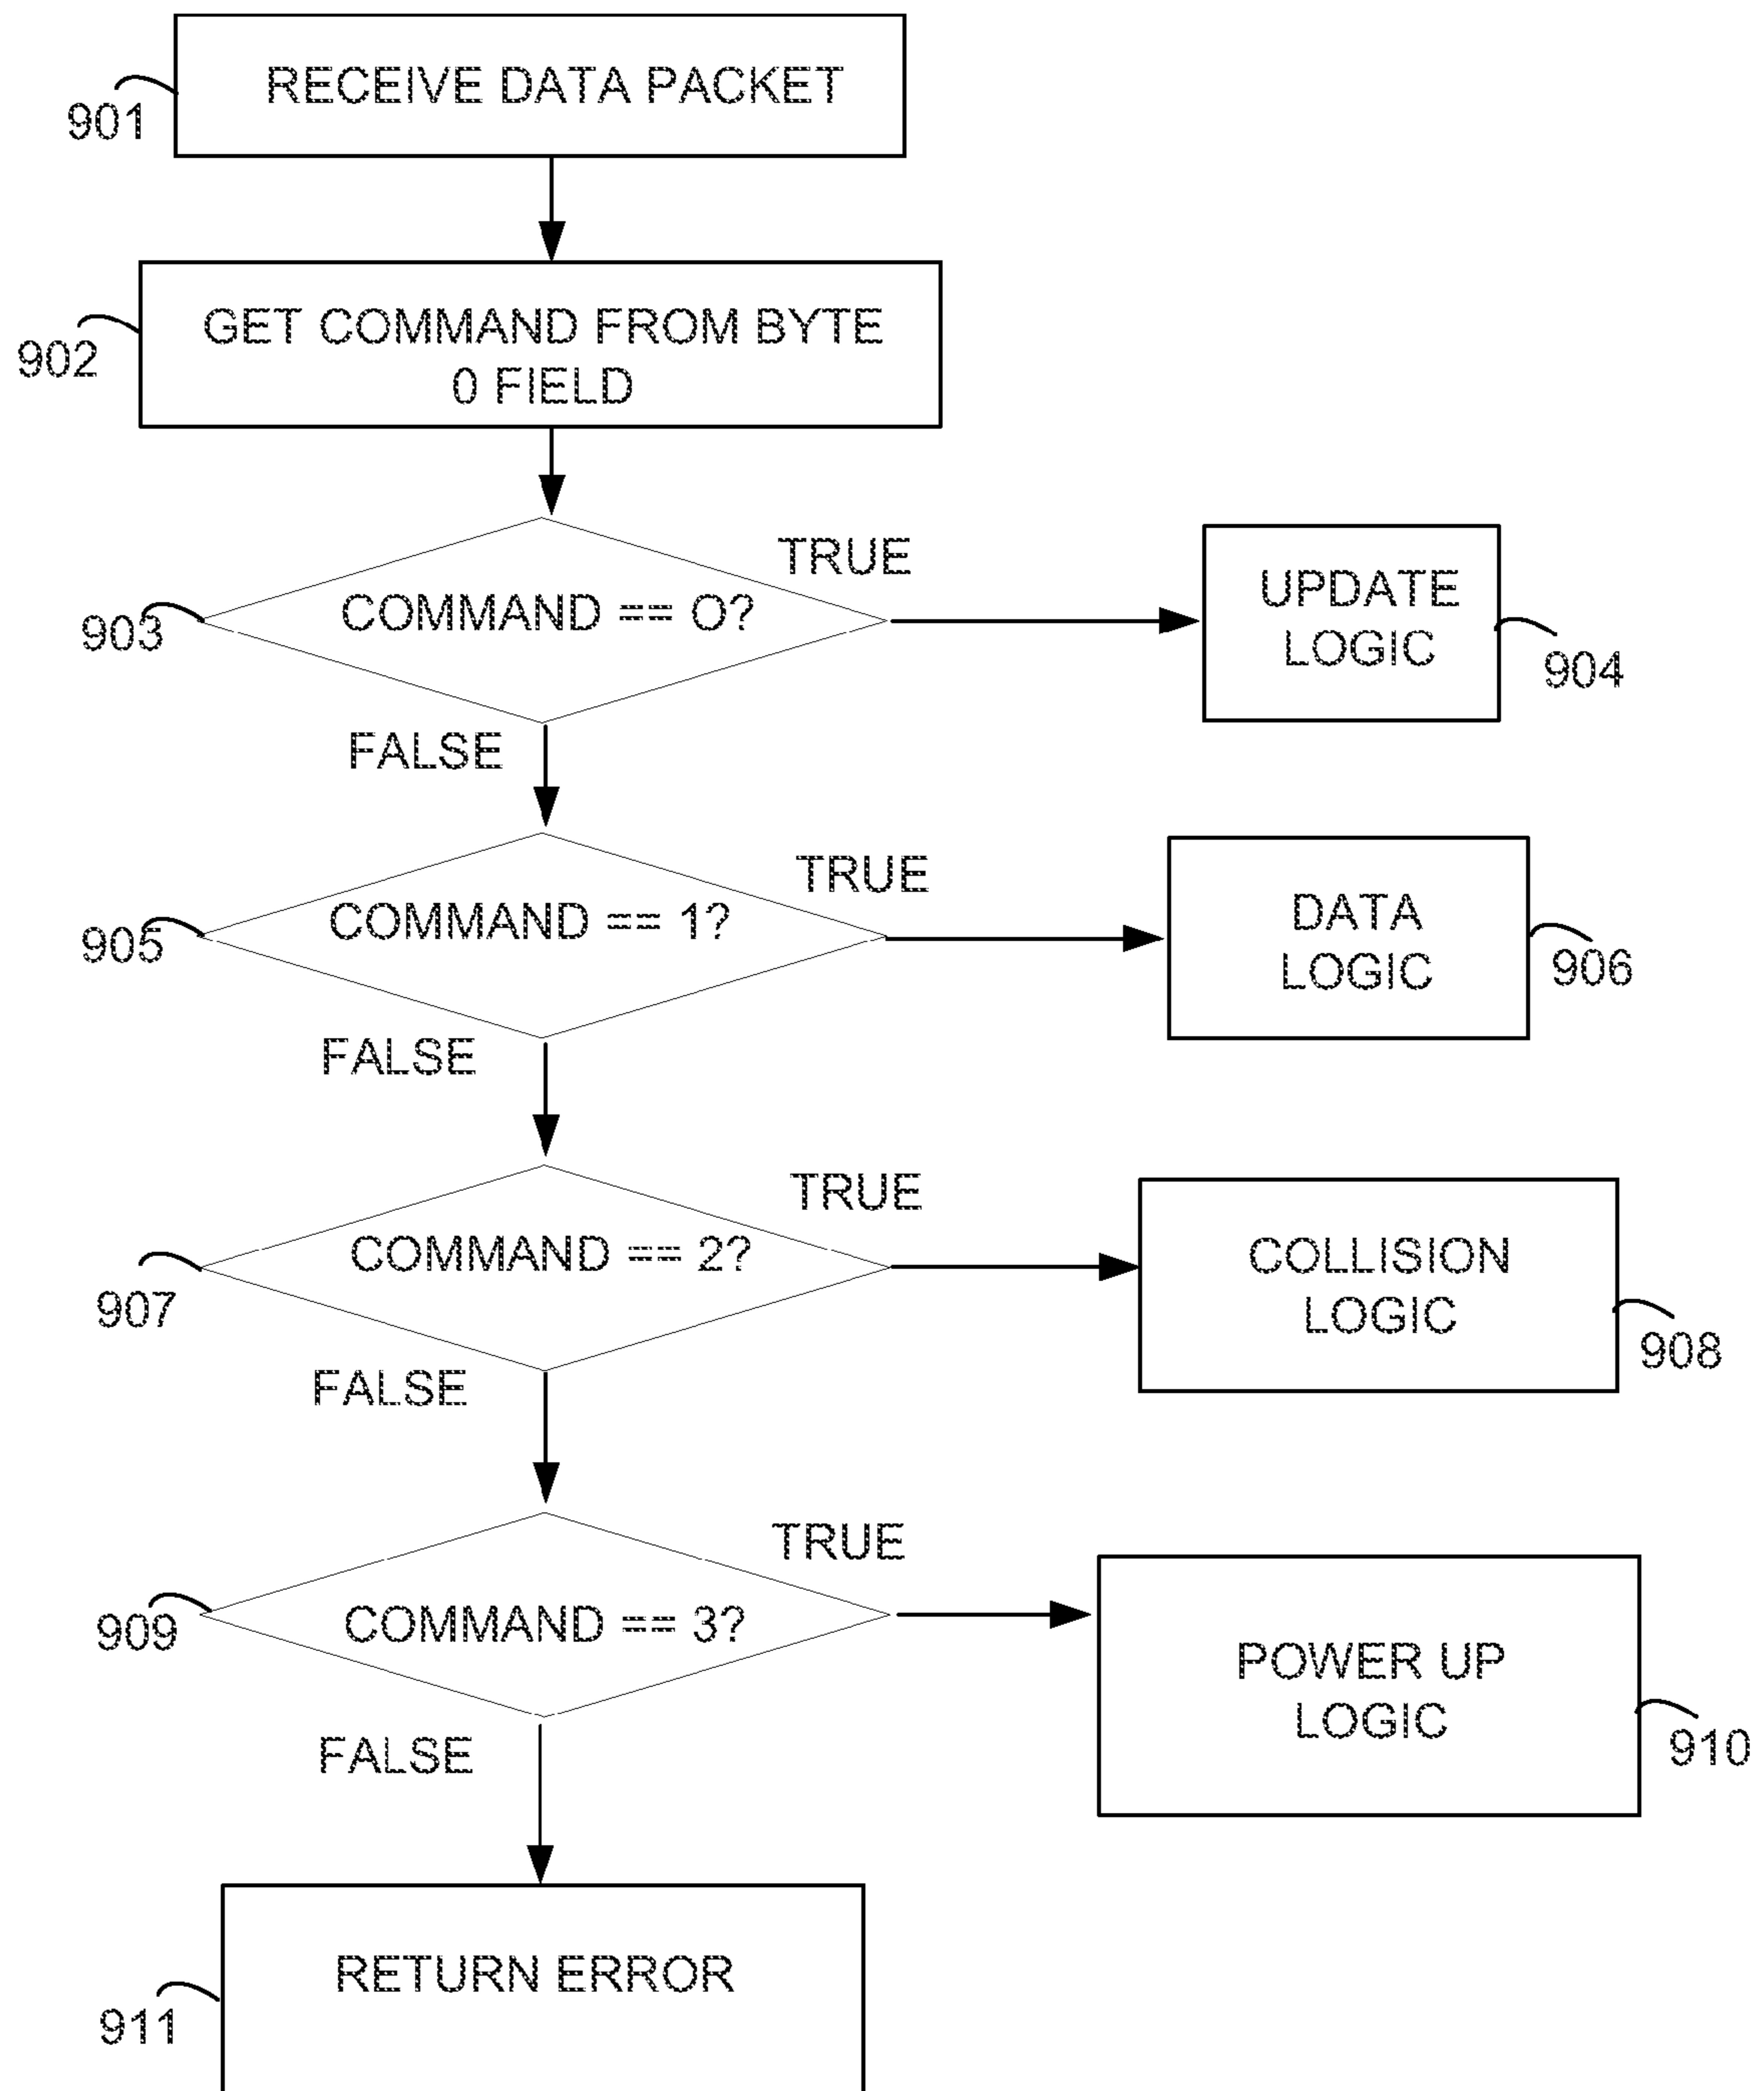 RECEIVE DATA PACKET
901
GET COMMAND FROM BYTE
0 FIELD
902
TRUE
COMMAND == O?
903
UPDATE
LOGIC
904
FALSE
TRUE
COMMAND == 1?
905
DATA
LOGIC
906
FALSE
TRUE
COMMAND == 2?
907
COLLISION
LOGIC
908
FALSE
TRUE
COMMAND == 3?
909
POWER UP
LOGIC
910
FALSE
RETURN ERROR
911